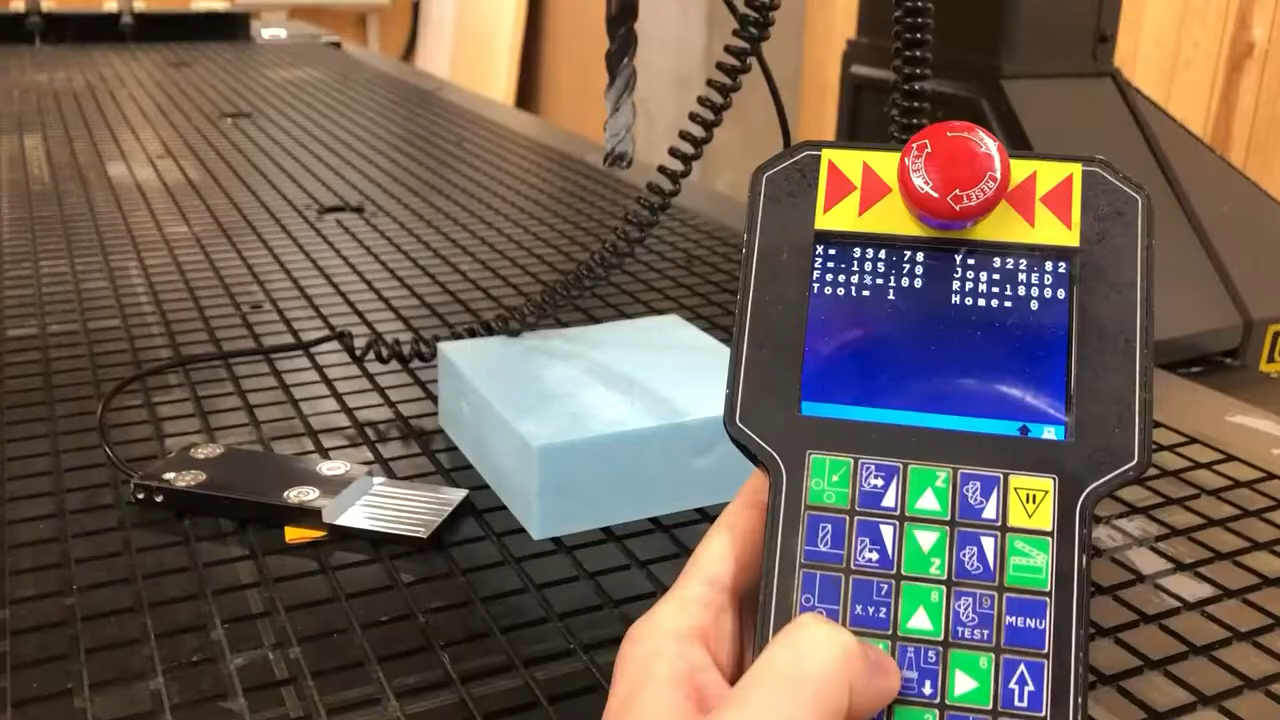 RESET
RESET
X= 334.78 Y= 322.82
Z=-105.70 Jog= MED
Feed%=100 RPM=18000
Tool= 1 Home= 0
Z
Z
7
X.Y.Z
8
9
TEST
MENU
5
6